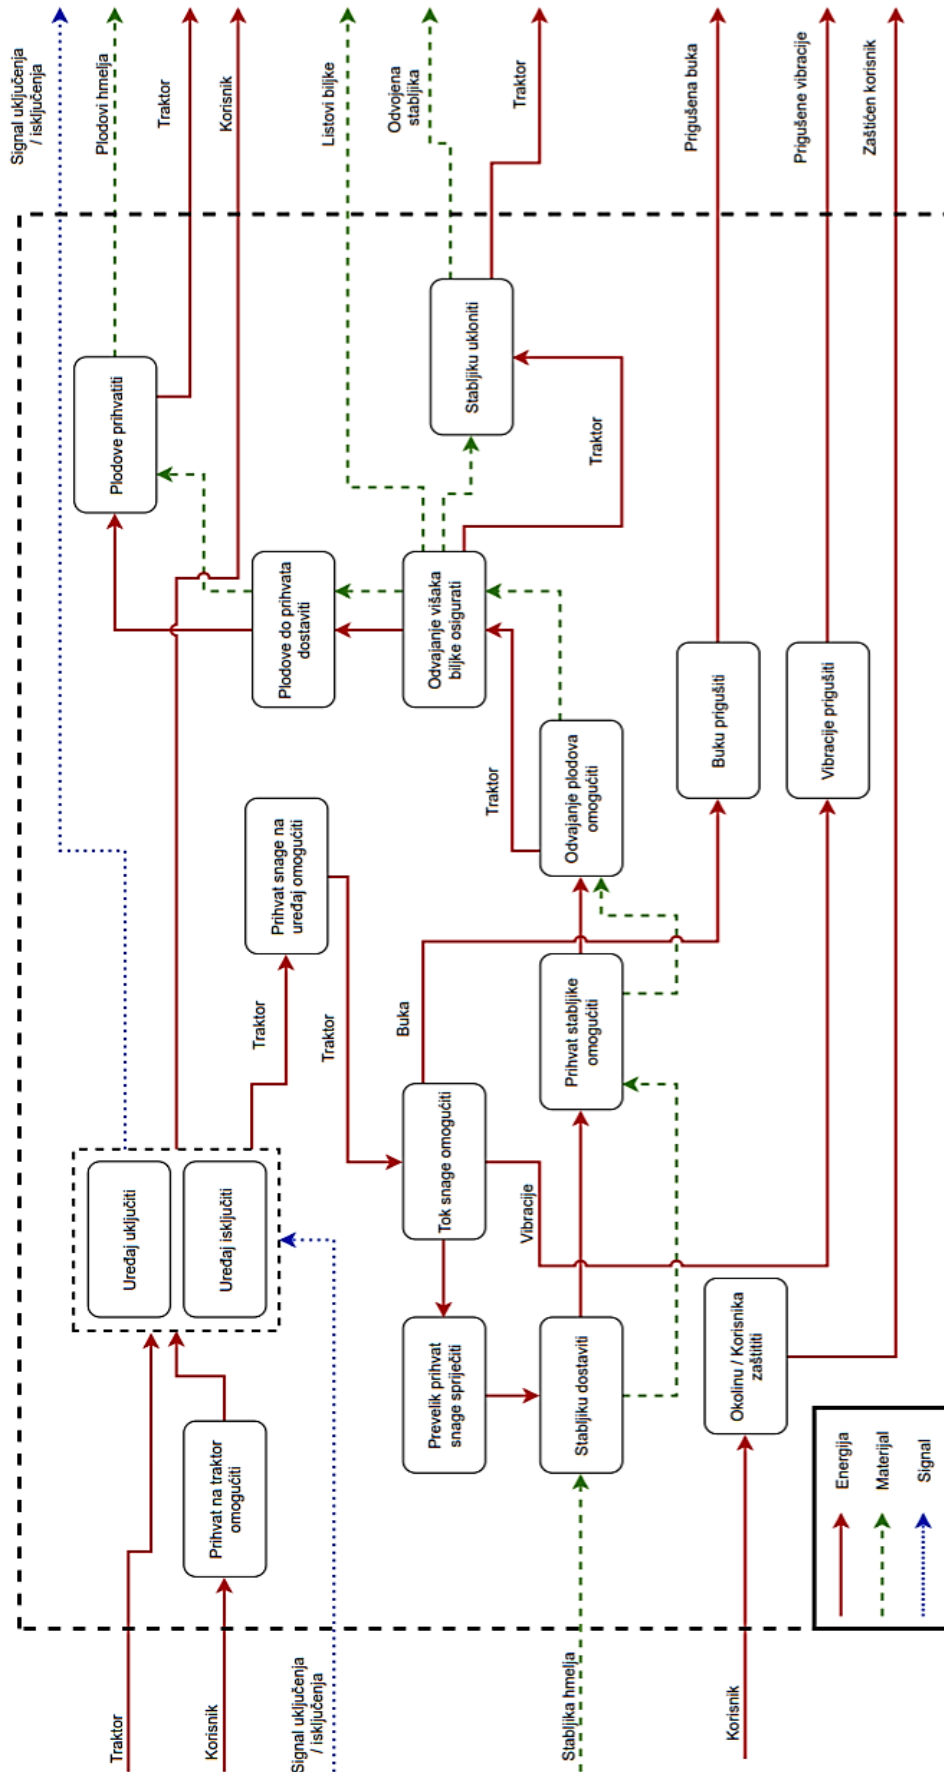 Traktor
Korisnik
Signal uključenja
/ isključenja
Stabljika hmelja
Korisnik
Prihvat na traktor
omogućiti
Uređaj uključiti
Uređaj isključiti
Traktor
Prihvat snage na
uređaj omogućiti
Traktor
Tok snage omogućiti
Buka
Vibracije
Prevelik prihvat
snage spriječiti
Stabljiku dostaviti
Prihvat stabljike
omogućiti
Odvajanje plodova
omogućiti
Traktor
Odvajanje višaka
biljke osigurati
Plodove do prihvata
dostaviti
Plodove prihvatiti
Stabljiku ukloniti
Traktor
Buku prigušiti
Vibracije prigušiti
Okolinu / Korisnika
zaštititi
Signal uključenja
/ isključenja
Plodovi hmelja
Traktor
Korisnik
Listovi biljke
Odvojena
stabljika
Traktor
Prigušena buka
Prigušene vibracije
Zaštićen korisnik
Energija
Materijal
Signal